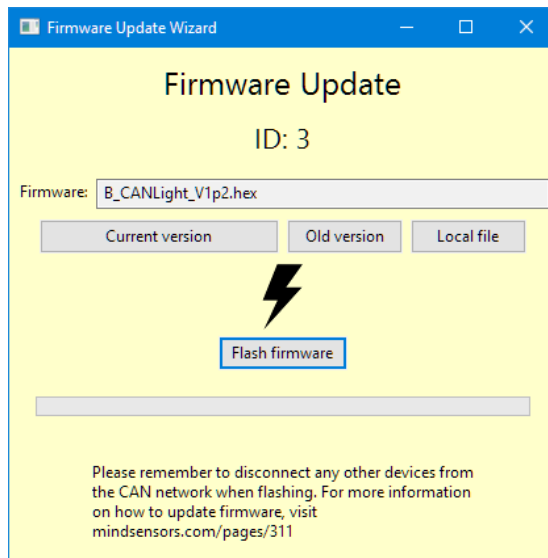 Firmware Update Wizard
Firmware Update
ID: 3
Firmware: B_CANLight_V1p2.hex
Current version Old version Local file
Flash firmware
Please remember to disconnect any other devices from
the CAN network when flashing. For more information
on how to update firmware, visit
mindsensors.com/pages/311